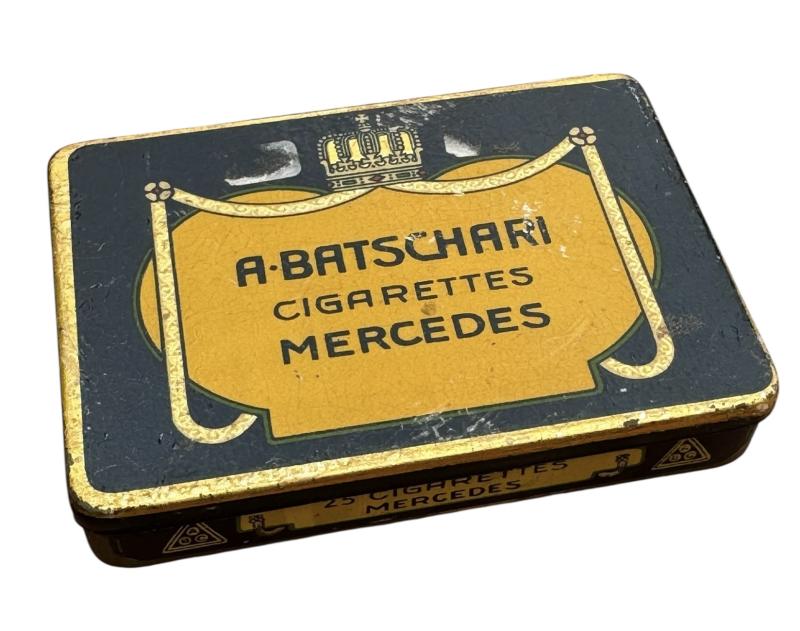 A·BATSCHARI
CIGARETTES
MERCEDES
25 CIGARETTES
MERCEDES